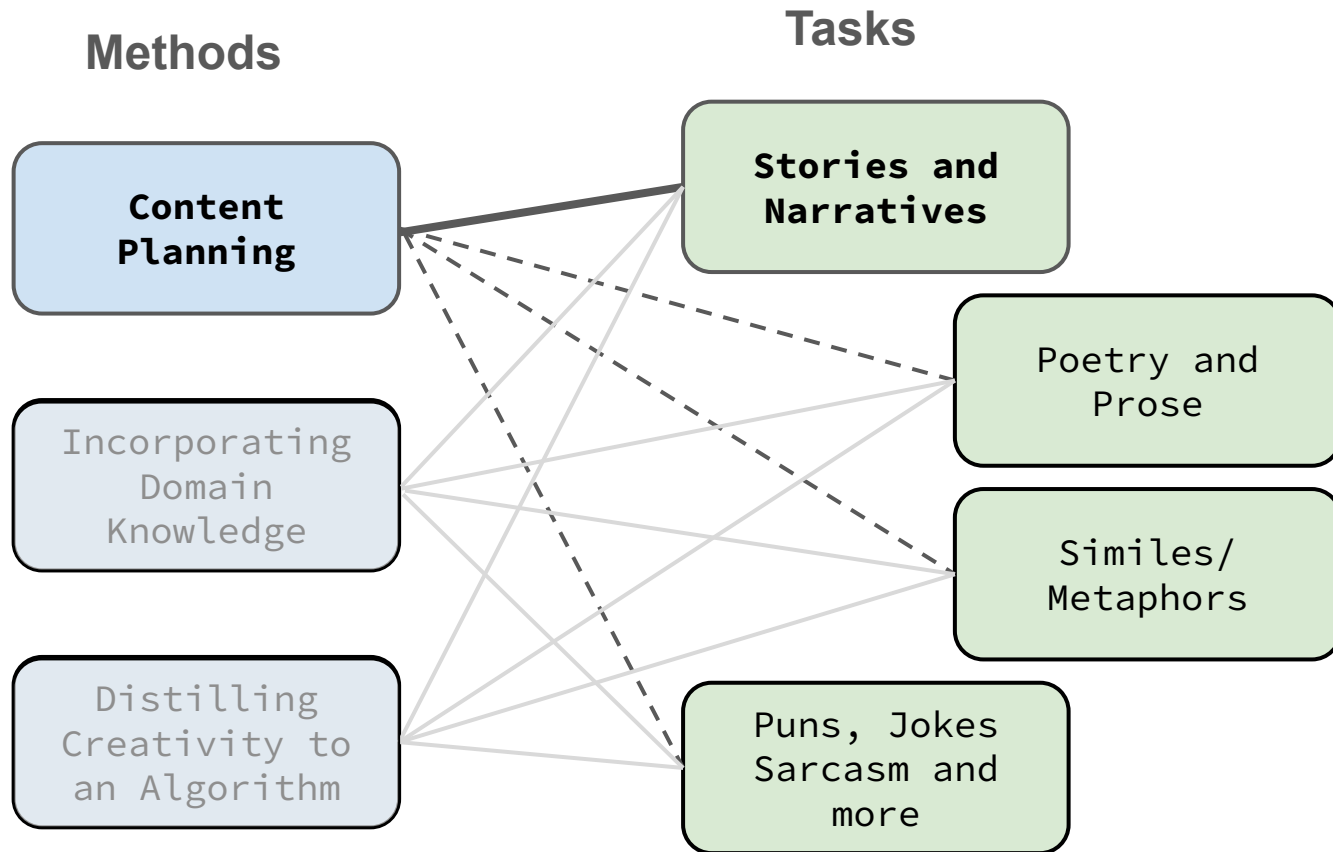 Methods
Content
Planning
Incorporating
Domain
Knowledge
Distilling
Creativity to
an Algorithm
Tasks
Stories and
Narratives
Poetry and
Prose
Similes/
Metaphors
Puns, Jokes
Sarcasm and
more